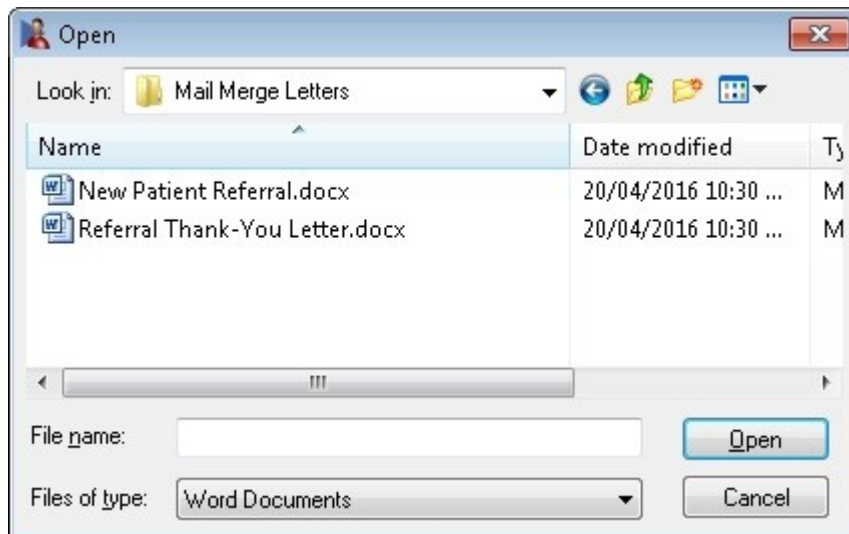 Open
Look in: Mail Merge Letters
Name Date modified Ty
New Patient Referral.docx 20/04/2016 10:30 ... M
Referral Thank-You Letter.docx 20/04/2016 10:30 ... M
File name: Open
Files of type: Word Documents Cancel